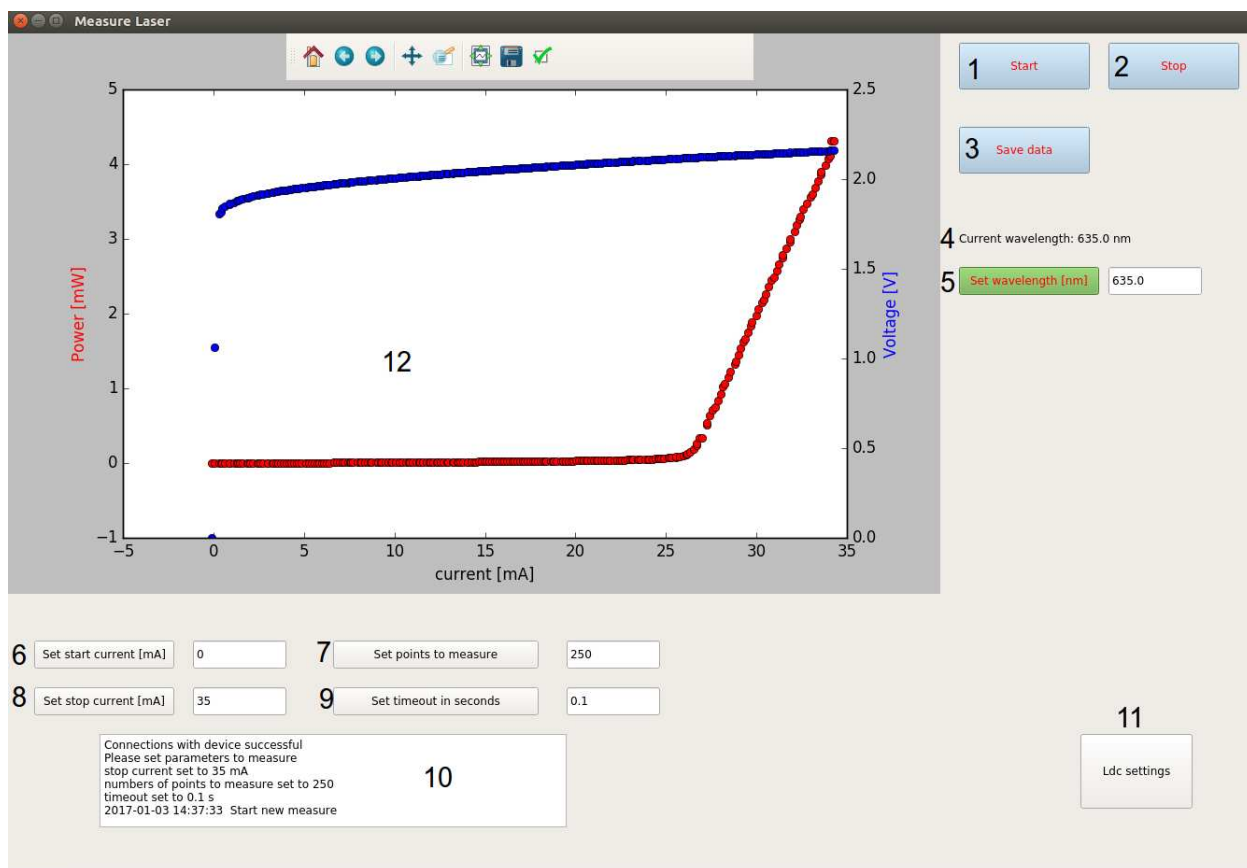 Measure Laser
1 Start
2 Stop
3 Save data
4 Current wavelength: 635.0 nm
5 Set wavelength [nm] 635.0
5
4
3
2
1
0
−1
Power [mW]
2.5
2.0
1.5
1.0
0.5
0.0
Voltage [V]
12
−5 0 5 10 15 20 25 30 35
current [mA]
6 Set start current [mA] 0
7 Set points to measure 250
8 Set stop current [mA] 35
9 Set timeout in seconds 0.1
Connections with device successful
Please set parameters to measure
stop current set to 35 mA
numbers of points to measure set to 250
timeout set to 0.1 s
2017-01-03 14:37:33 Start new measure
10
11
Ldc settings